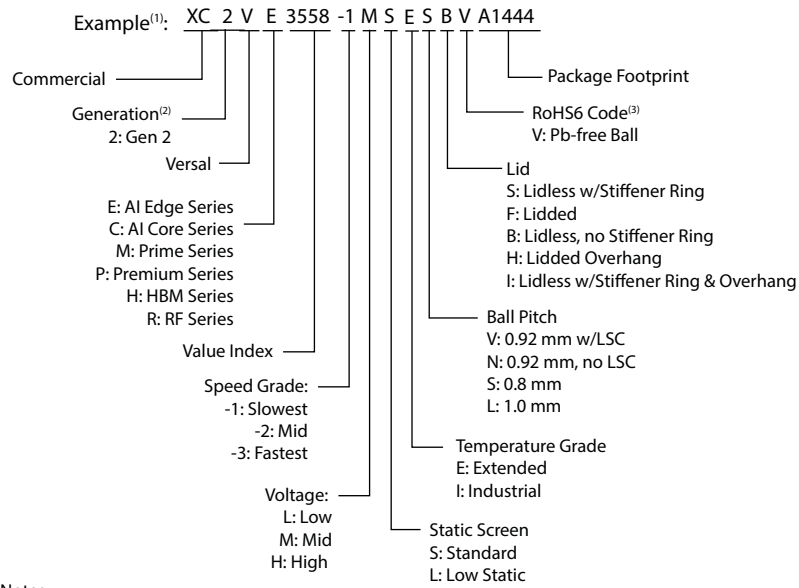 Example(1): XC 2 V E 3558 -1 M S E S B V A1444
Commercial
Package Footprint
Generation(2)
2: Gen 2
RoHS6 Code(3)
V: Pb-free Ball
Versal
Lid
S: Lidless w/Stiffener Ring
F: Lidded
B: Lidless, no Stiffener Ring
H: Lidded Overhang
I: Lidless w/Stiffener Ring & Overhang
E: AI Edge Series
C: AI Core Series
M: Prime Series
P: Premium Series
H: HBM Series
R: RF Series
Ball Pitch
V: 0.92 mm w/LSC
N: 0.92 mm, no LSC
S: 0.8 mm
L: 1.0 mm
Value Index
Speed Grade:
-1: Slowest
-2: Mid
-3: Fastest
Temperature Grade
E: Extended
I: Industrial
Voltage:
L: Low
M: Mid
H: High
Static Screen
S: Standard
L: Low Static